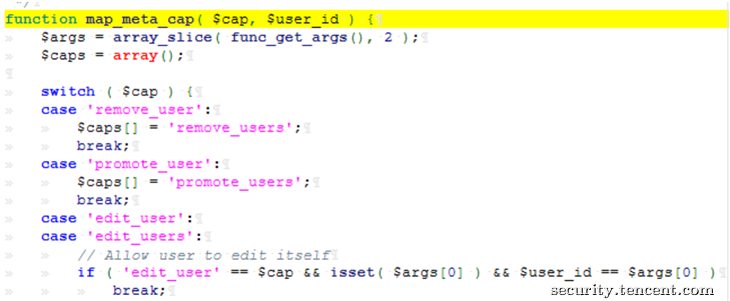 */
function map_meta_cap( $cap, $user_id ) {
$args = array_slice( func_get_args(), 2 );
$caps = array();
switch ( $cap ) {
case 'remove_user':
$caps[] = 'remove_users';
break;
case 'promote_user':
$caps[] = 'promote_users';
break;
case 'edit_user':
case 'edit_users':
// Allow user to edit itself
if ( 'edit_user' == $cap && isset( $args[0] ) && $user_id == $args[0] )
break;
security.tencent.com